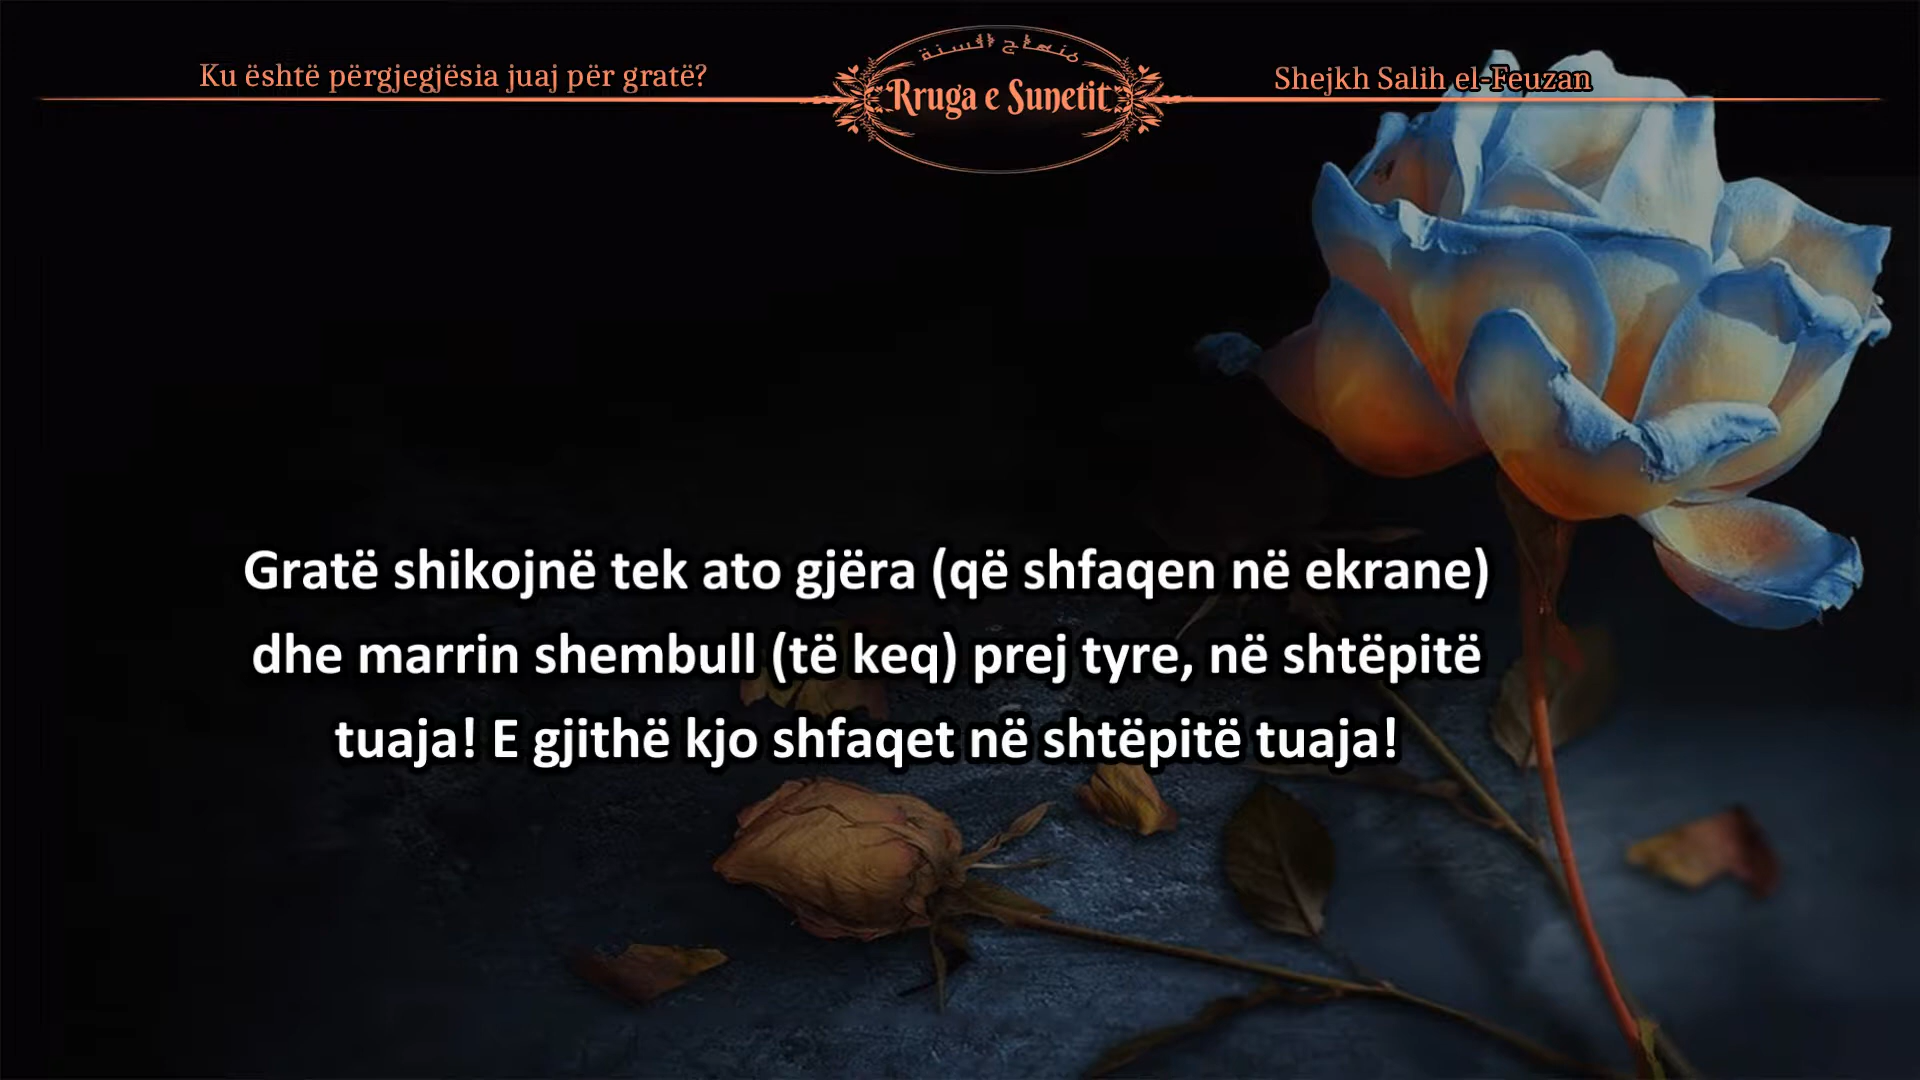 Ku është përgjegjësia juaj për gratë?
منهاج السنة
Rruga e Sunetit
Shejkh Salih el-Feuzan
Gratë shikojnë tek ato gjëra (që shfaqen në ekrane)
dhe marrin shembull (të keq) prej tyre, në shtëpitë
tuaja! E gjithë kjo shfaqet në shtëpitë tuaja!